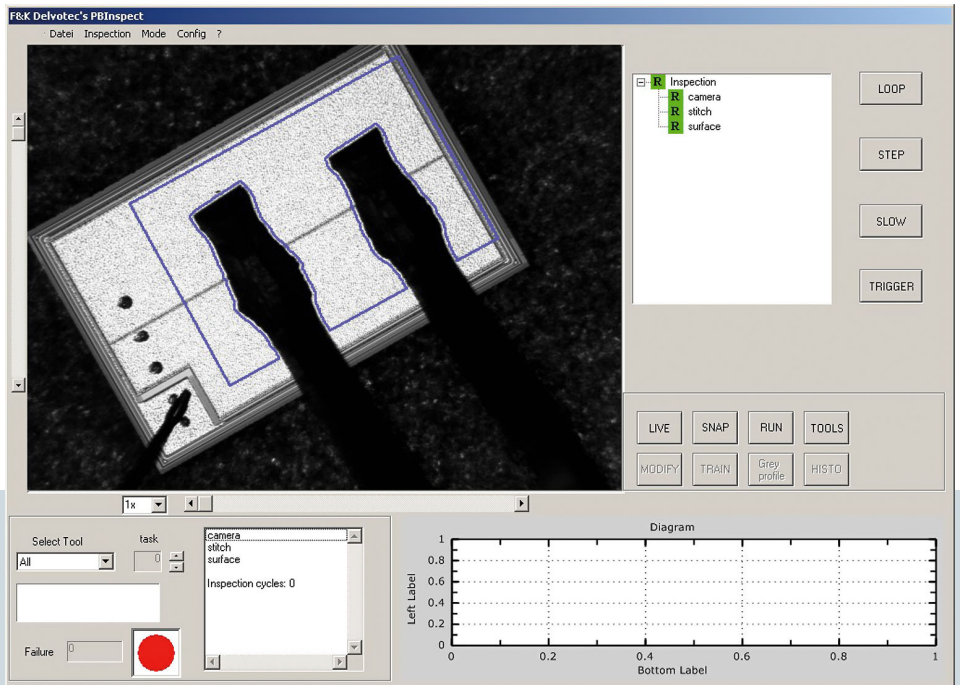 F&K Delvotec's PBInspect
Datei Inspection Mode Config ?
R Inspection
R camera
R stitch
R surface
LOOP
STEP
SLOW
TRIGGER
LIVE SNAP RUN TOOLS
MODIFY TRAIN Grey profile HISTO
1x
Select Tool task
All 0
camera
stitch
surface
Inspection cycles: 0
Failure 0
Diagram
Left Label
1
0.8
0.6
0.4
0.2
0
0 0.2 0.4 0.6 0.8 1
Bottom Label